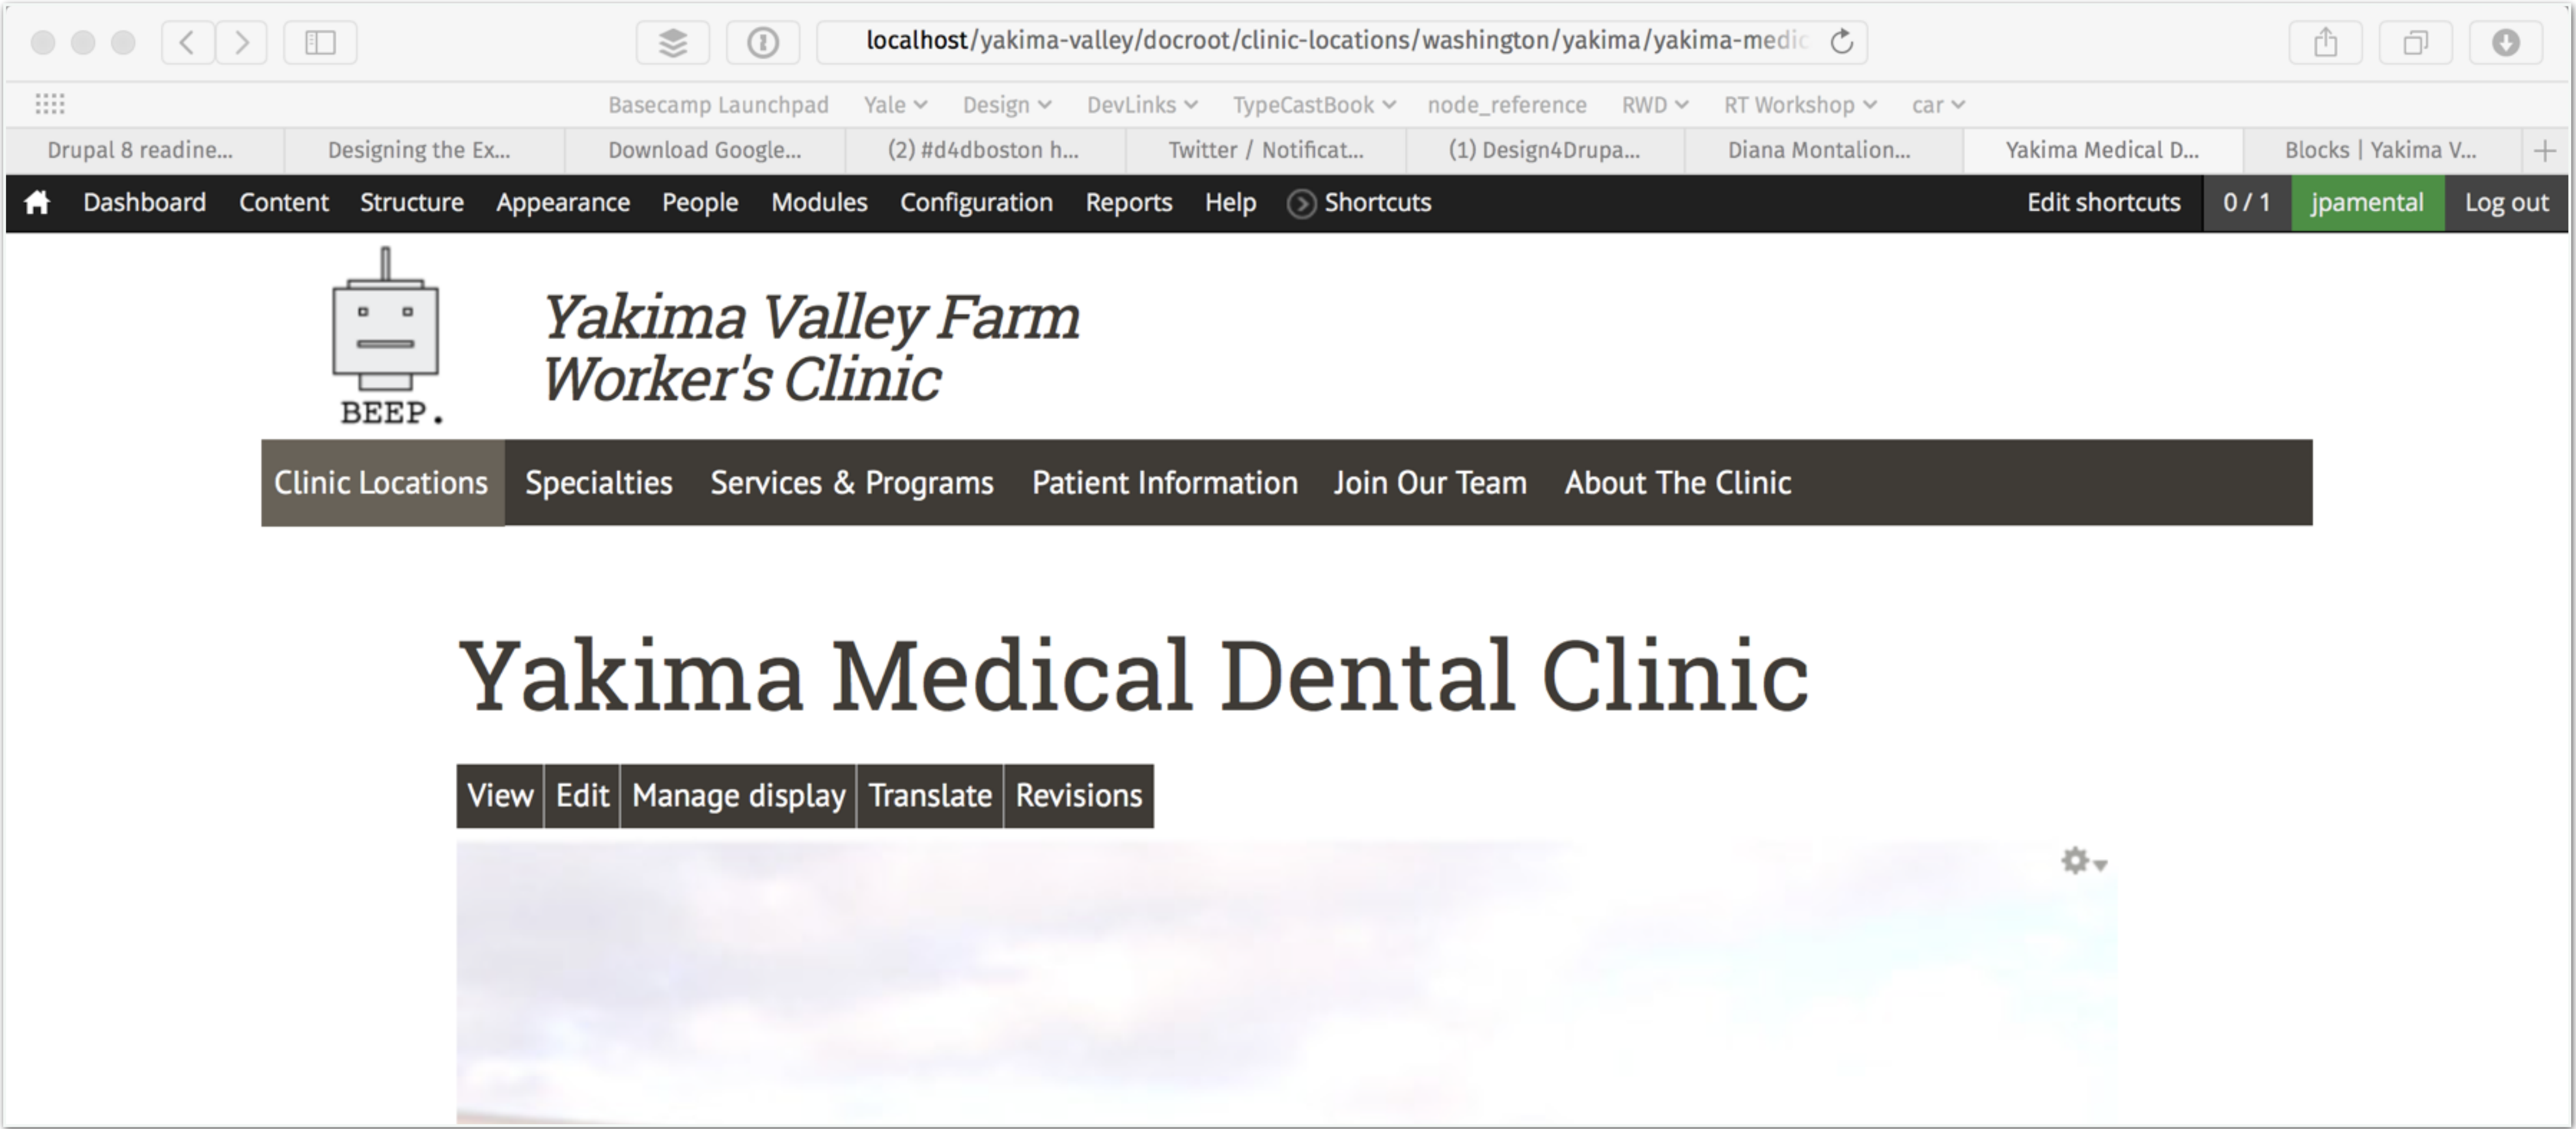 localhost/yakima-valley/docroot/clinic-locations/washington/yakima/yakima-medic
Basecamp Launchpad Yale Design DevLinks TypeCastBook node_reference RWD RT Workshop car
Drupal 8 readine... Designing the Ex... Download Google... (2) #d4dboston h... Twitter / Notificat... (1) Design4Drupa... Diana Montalion... Yakima Medical D... Blocks | Yakima V...
Dashboard Content Structure Appearance People Modules Configuration Reports Help Shortcuts Edit shortcuts 0 / 1 jpamental Log out
BEEP.
Yakima Valley Farm
Worker's Clinic
Clinic Locations Specialties Services & Programs Patient Information Join Our Team About The Clinic
Yakima Medical Dental Clinic
View Edit Manage display Translate Revisions